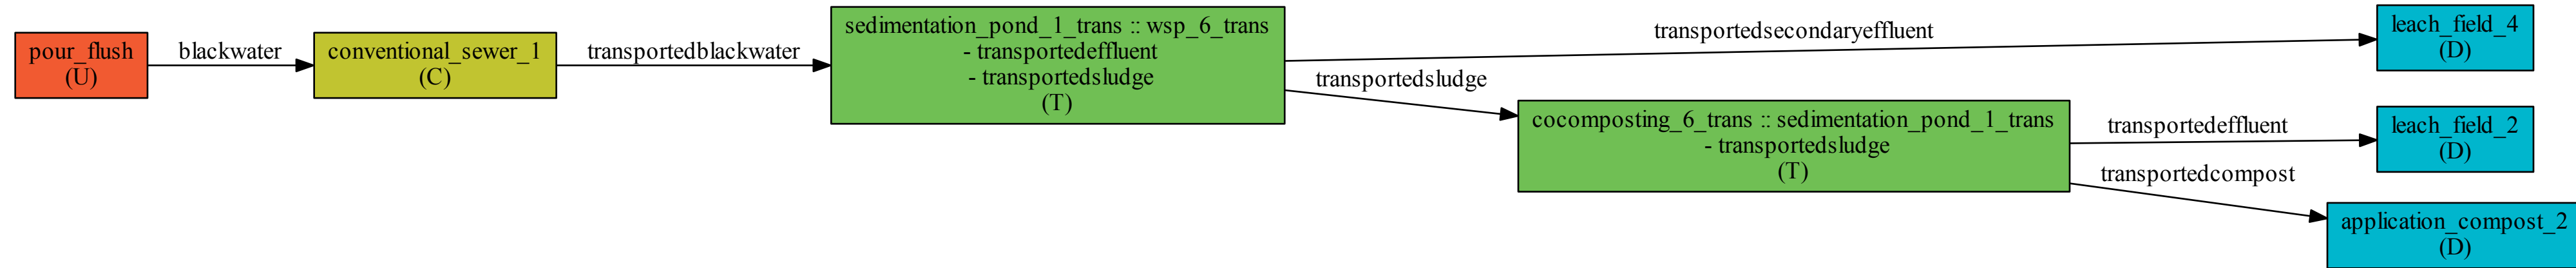 pour_flush
(U)
blackwater
conventional_sewer_1
(C)
transportedblackwater
sedimentation_pond_1_trans :: wsp_6_trans
- transportedeffluent
- transportedsludge
(T)
transportedsecondaryeffluent
leach_field_4
(D)
transportedsludge
cocomposting_6_trans :: sedimentation_pond_1_trans
- transportedsludge
(T)
transportedeffluent
leach_field_2
(D)
transportedcompost
application_compost_2
(D)